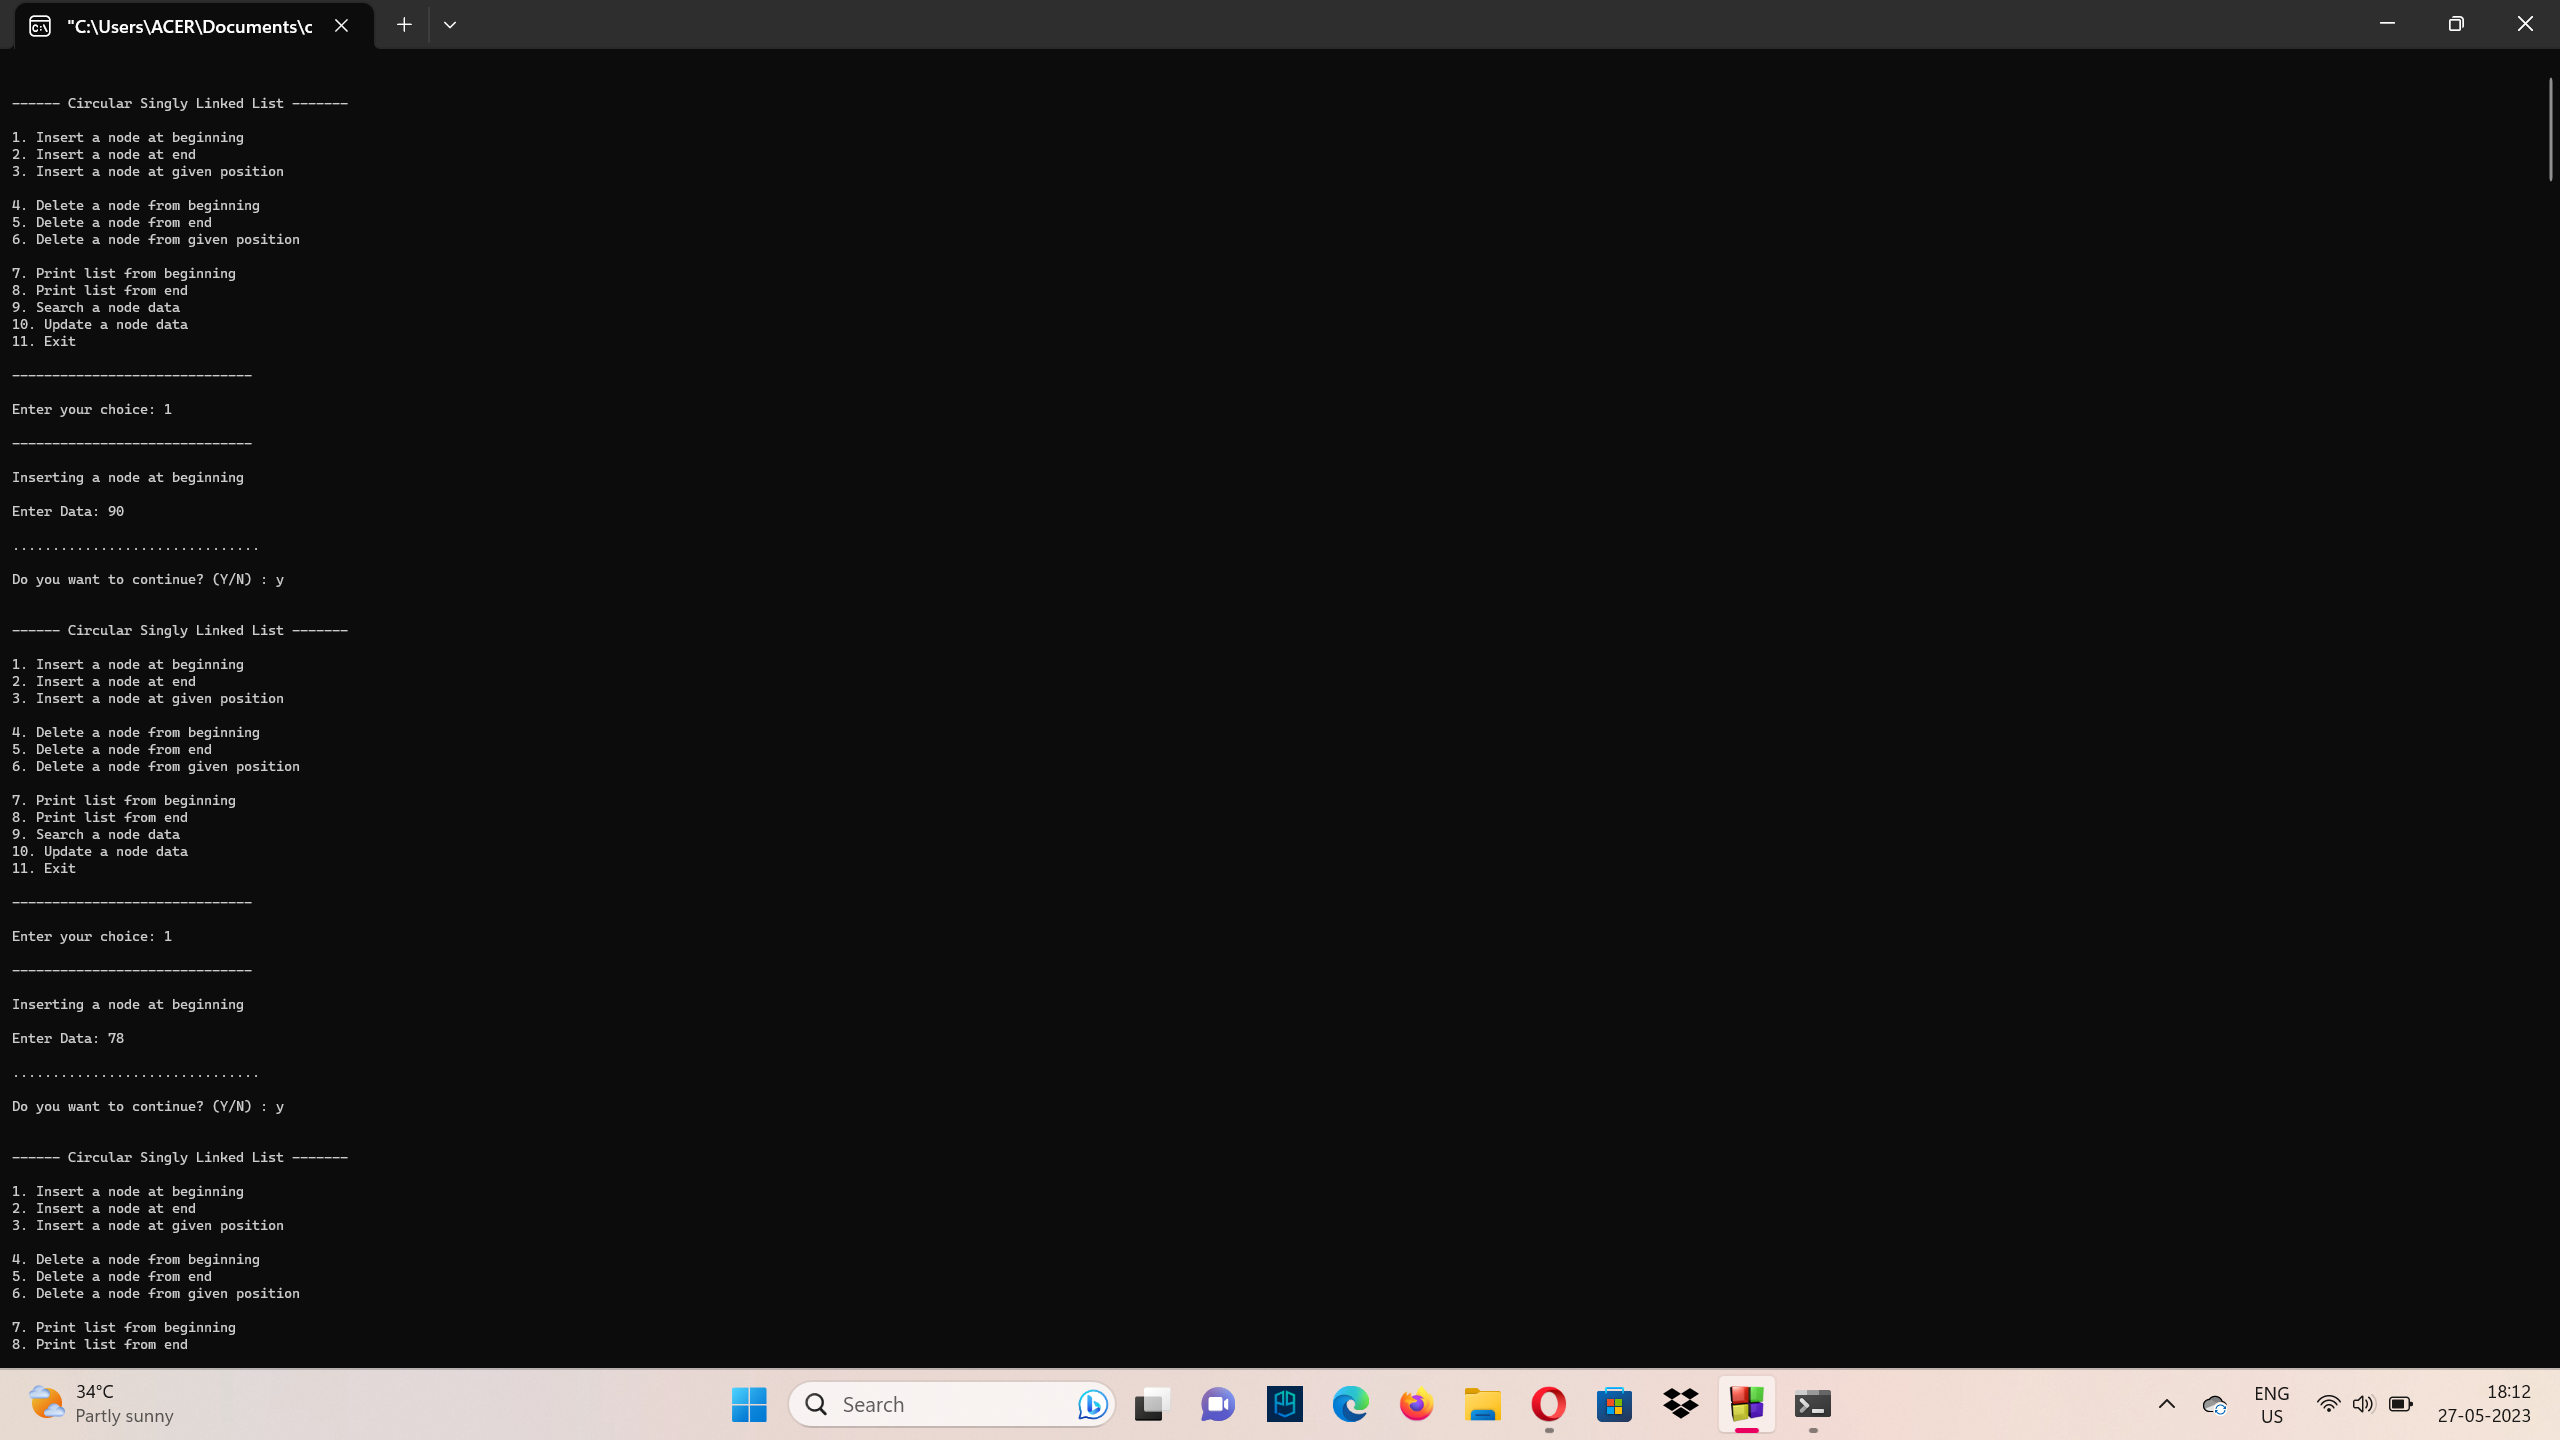 "C:\Users\ACER\Documents\c
------ Circular Singly Linked List -------
1. Insert a node at beginning
2. Insert a node at end
3. Insert a node at given position
4. Delete a node from beginning
5. Delete a node from end
6. Delete a node from given position
7. Print list from beginning
8. Print list from end
9. Search a node data
10. Update a node data
11. Exit
------------------------------
Enter your choice: 1
------------------------------
Inserting a node at beginning
Enter Data: 90
...............................
Do you want to continue? (Y/N) : y
------ Circular Singly Linked List -------
1. Insert a node at beginning
2. Insert a node at end
3. Insert a node at given position
4. Delete a node from beginning
5. Delete a node from end
6. Delete a node from given position
7. Print list from beginning
8. Print list from end
9. Search a node data
10. Update a node data
11. Exit
------------------------------
Enter your choice: 1
------------------------------
Inserting a node at beginning
Enter Data: 78
...............................
Do you want to continue? (Y/N) : y
------ Circular Singly Linked List -------
1. Insert a node at beginning
2. Insert a node at end
3. Insert a node at given position
4. Delete a node from beginning
5. Delete a node from end
6. Delete a node from given position
7. Print list from beginning
8. Print list from end
34°C
Partly sunny
Search
ENG
US
18:12
27-05-2023